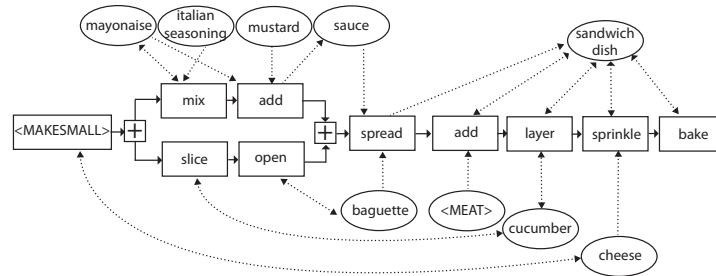 mayonaise
italian
seasoning
mustard
sauce
sandwich
dish
mix
add
<MAKESMALL>
+
+
spread
add
layer
sprinkle
bake
slice
open
baguette
<MEAT>
cucumber
cheese